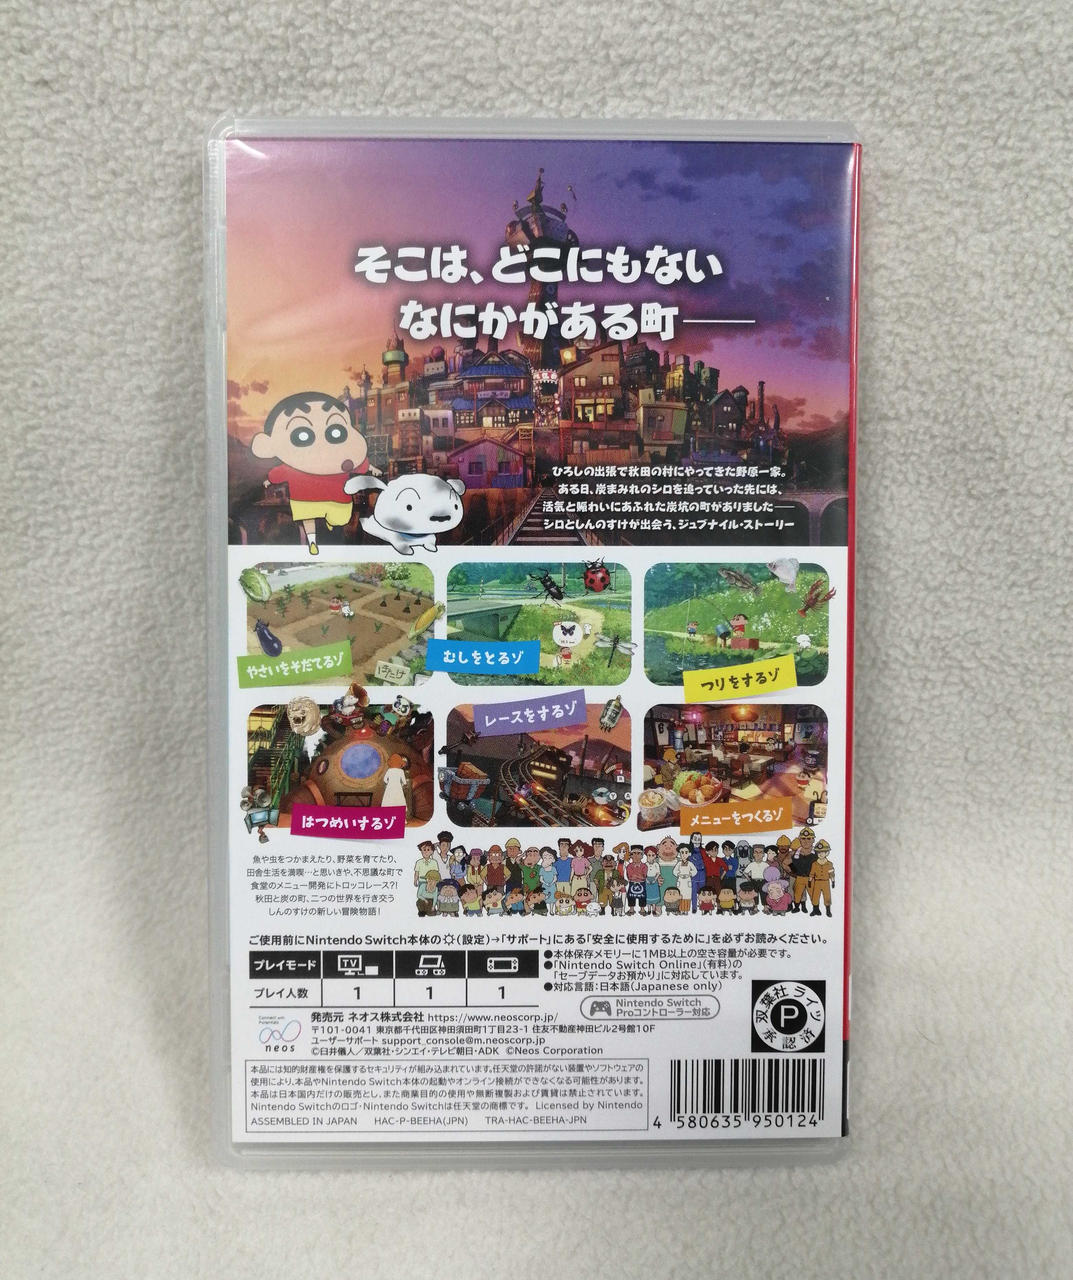 そこは、どこにもない
なにかがある町——
ひろしの出張で秋田の村にやってきた野原一家。
ある日、炭まみれのシロを追っていった先には、
活気と賑わいにあふれた炭坑の町がありました——
シロとしんのすけが出会う、ジュブナイル・ストーリー
やさいをそだてるゾ
はたけ
むしをとるゾ
つりをするゾ
はつめいするゾ
レースをするゾ
メニューをつくるゾ
魚や虫をつかまえたり、野菜を育てたり、
田舎生活を満喫…と思いきや、不思議な町で
食堂のメニュー開発にトロッコレース?!
秋田と炭の町、二つの世界を行き交う
しんのすけの新しい冒険物語!
ご使用前にNintendo Switch本体の(設定)→「サポート」にある「安全に使用するために」を必ずお読みください。
プレイモード TV
プレイ人数 1 1 1
●本体保存メモリーに1MB以上の空き容量が必要です。
●「Nintendo Switch Online」(有料)の
「セーブデータお預かり」に対応しています。
●対応言語:日本語(Japanese only)
Nintendo Switch
Proコントローラー対応
Connect with
Potentials
neos
発売元 ネオス株式会社 https://www.neoscorp.jp/
〒101-0041 東京都千代田区神田須田町1丁目23-1 住友不動産神田ビル2号館10F
ユーザーサポート support_console@m.neoscorp.jp
©臼井儀人/双葉社・シンエイ・テレビ朝日・ADK ©Neos Corporation
双葉社 ライツ
P
承認済
本品には知的財産権を保護するセキュリティが組み込まれています。任天堂の許諾がない装置やソフトウェアの
使用により、本品やNintendo Switch本体の起動やオンライン接続ができなくなる可能性があります。
本品は日本国内だけの販売とし、また商業目的の使用や無断複製および賃貸は禁止されています。
Nintendo Switchのロゴ・Nintendo Switchは任天堂の商標です。 Licensed by Nintendo
ASSEMBLED IN JAPAN HAC-P-BEEHA(JPN) TRA-HAC-BEEHA-JPN
4 580635 950124